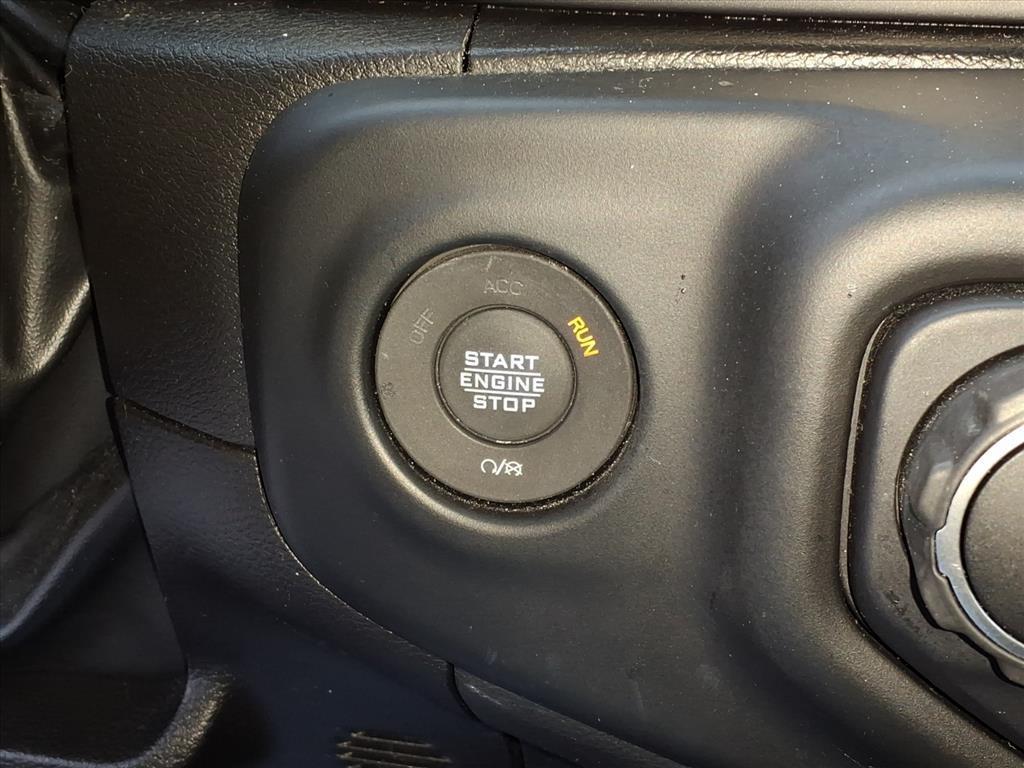 OFF
ACC
RUN
START
ENGINE
STOP